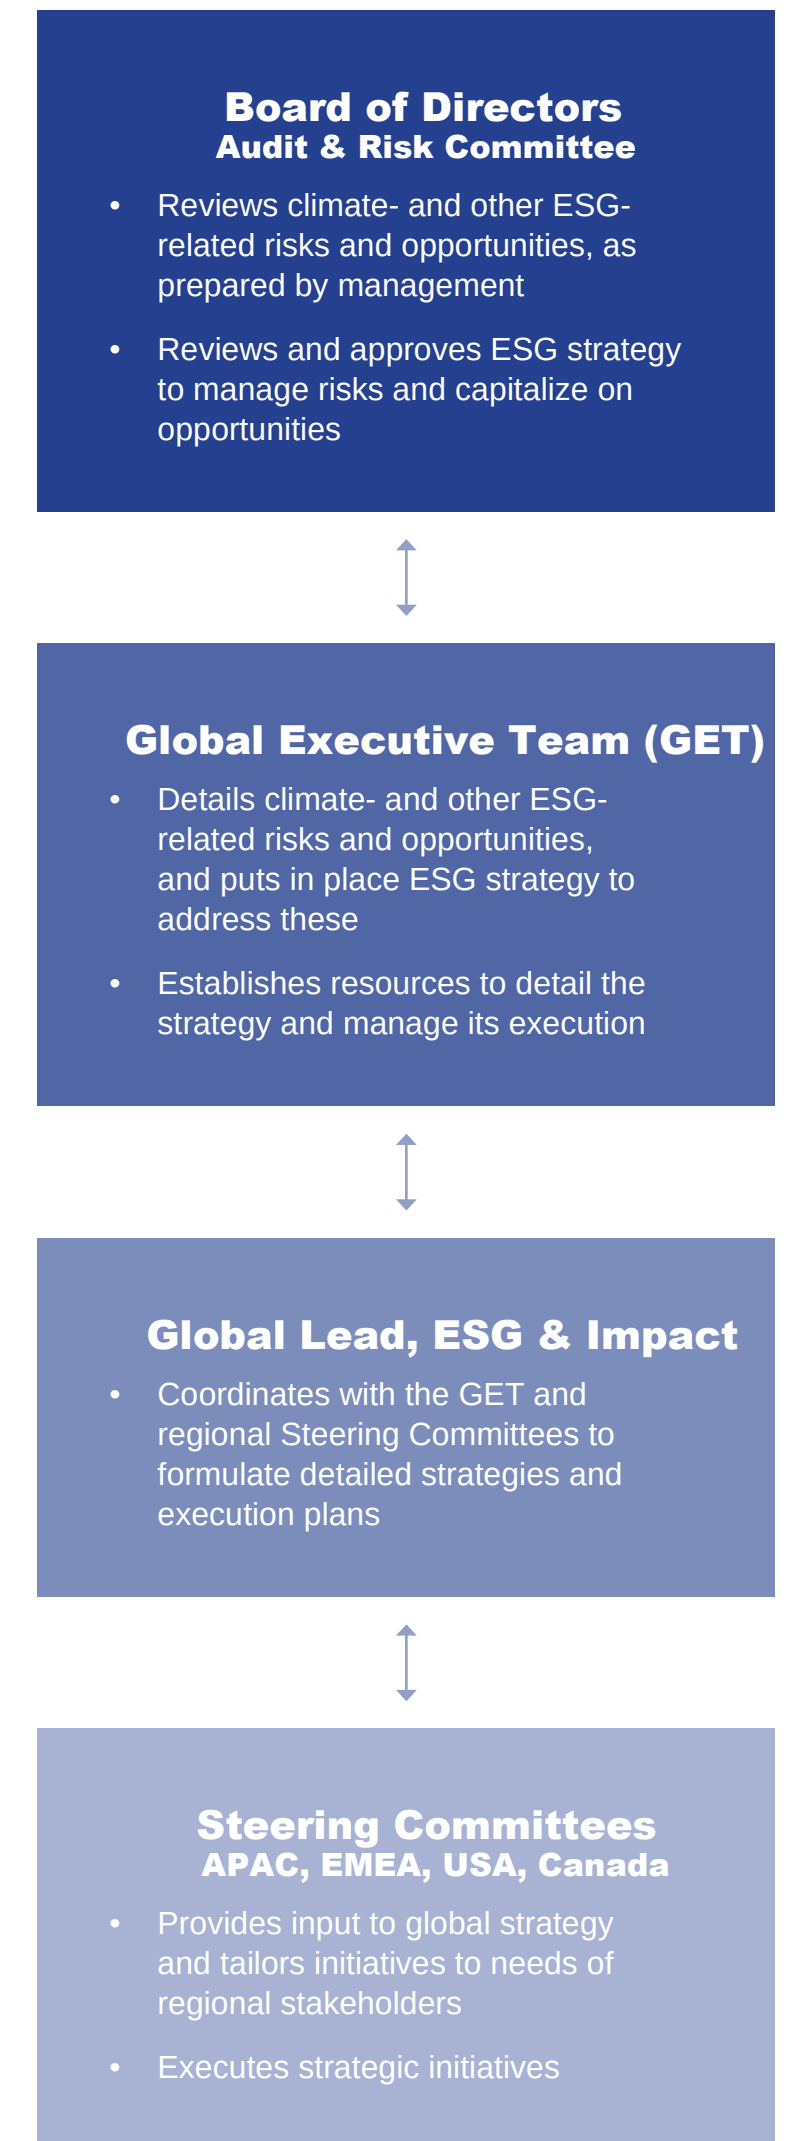 Board of Directors
Audit & Risk Committee
• Reviews climate- and other ESG-
related risks and opportunities, as
prepared by management
• Reviews and approves ESG strategy
to manage risks and capitalize on
opportunities
Global Executive Team (GET)
• Details climate- and other ESG-
related risks and opportunities,
and puts in place ESG strategy to
address these
• Establishes resources to detail the
strategy and manage its execution
Global Lead, ESG & Impact
• Coordinates with the GET and
regional Steering Committees to
formulate detailed strategies and
execution plans
Steering Committees
APAC, EMEA, USA, Canada
• Provides input to global strategy
and tailors initiatives to needs of
regional stakeholders
• Executes strategic initiatives